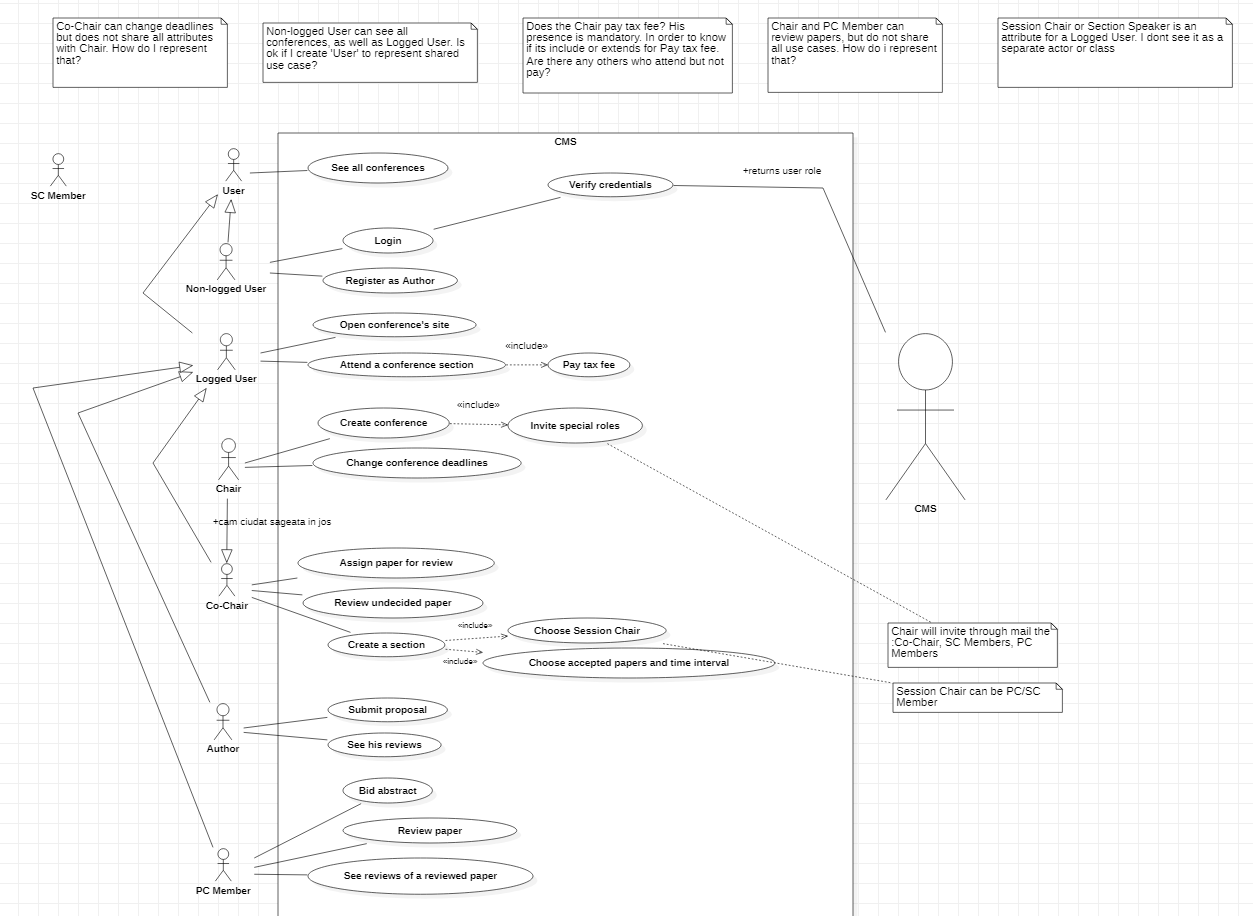 Co-Chair can change deadlines
but does not share all attributes
with Chair. How do I represent
that?
Non-logged User can see all
conferences, as well as Logged User. Is
ok if I create 'User' to represent shared
use case?
Does the Chair pay tax fee? His
presence is mandatory. In order to know
if its include or extends for Pay tax fee.
Are there any others who attend but not
pay?
Chair and PC Member can
review papers, but do not share
all use cases. How do i represent
that?
Session Chair or Section Speaker is an
attribute for a Logged User. I dont see it as a
separate actor or class
CMS
SC Member
User
See all conferences
Verify credentials
+returns user role
Login
Non-logged User
Register as Author
Open conference's site
«include»
Logged User
Attend a conference section
Pay tax fee
«include»
Create conference
Invite special roles
Chair
Change conference deadlines
CMS
+cam ciudat sageata in jos
Assign paper for review
Co-Chair
Review undecided paper
«include»
Choose Session Chair
Create a section
«include»
Choose accepted papers and time interval
Chair will invite through mail the
:Co-Chair, SC Members, PC
Members
Session Chair can be PC/SC
Member
Submit proposal
Author
See his reviews
Bid abstract
Review paper
See reviews of a reviewed paper
PC Member